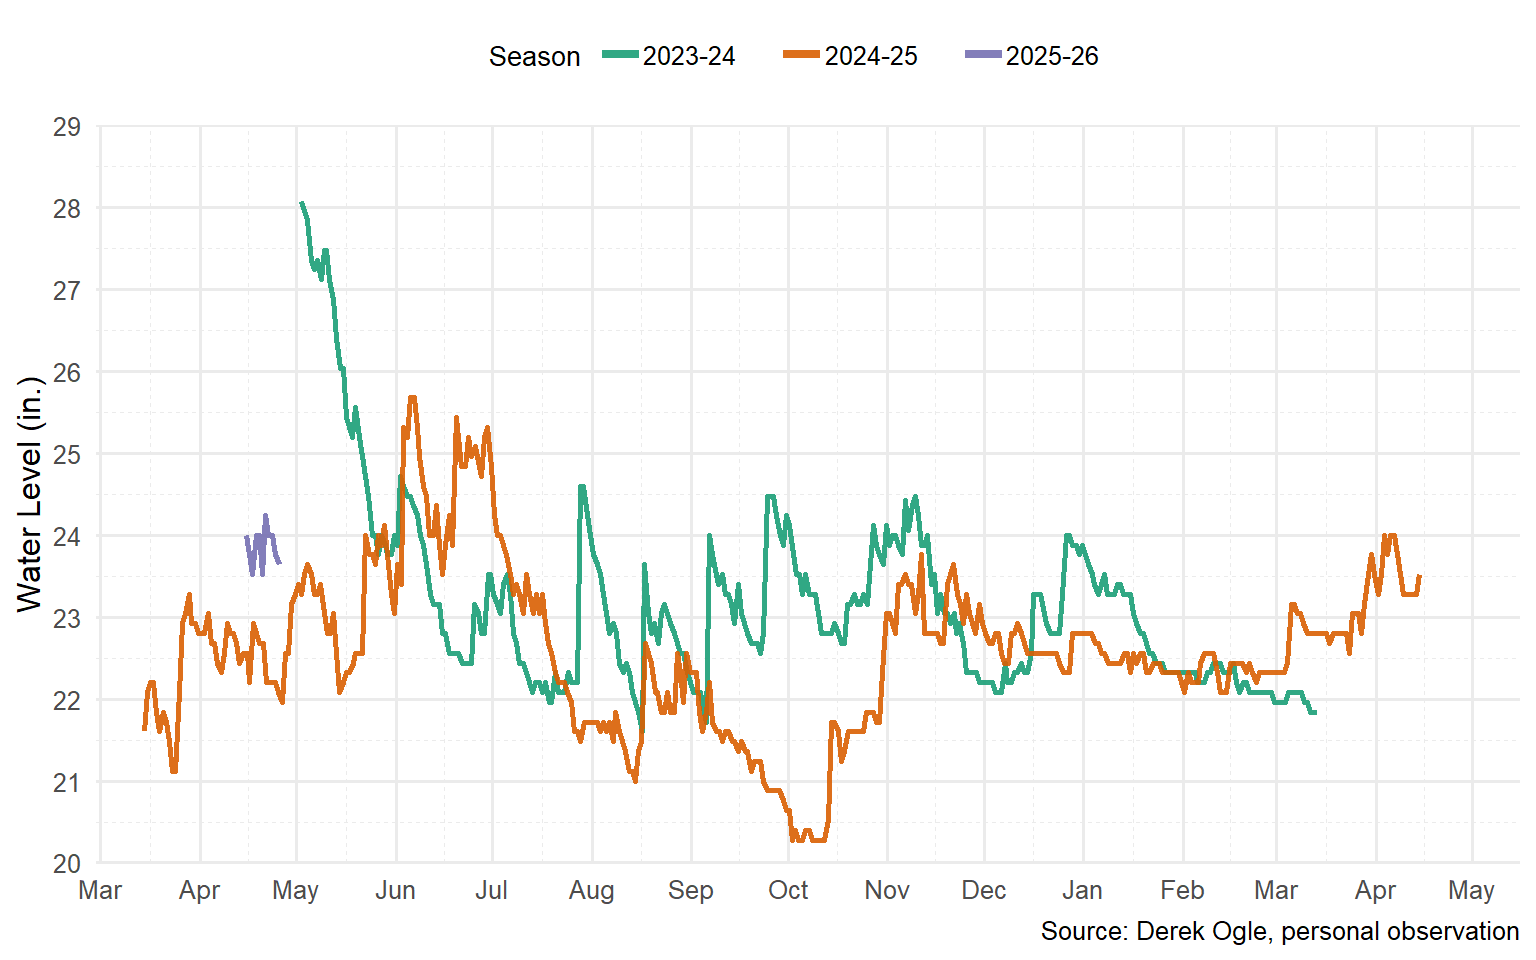 Season 2023-24 2024-25 2025-26
29
28
27
26
25
24
23
22
21
20
Water Level (in.)
Mar Apr May Jun Jul Aug Sep Oct Nov Dec Jan Feb Mar Apr May
Source: Derek Ogle, personal observation